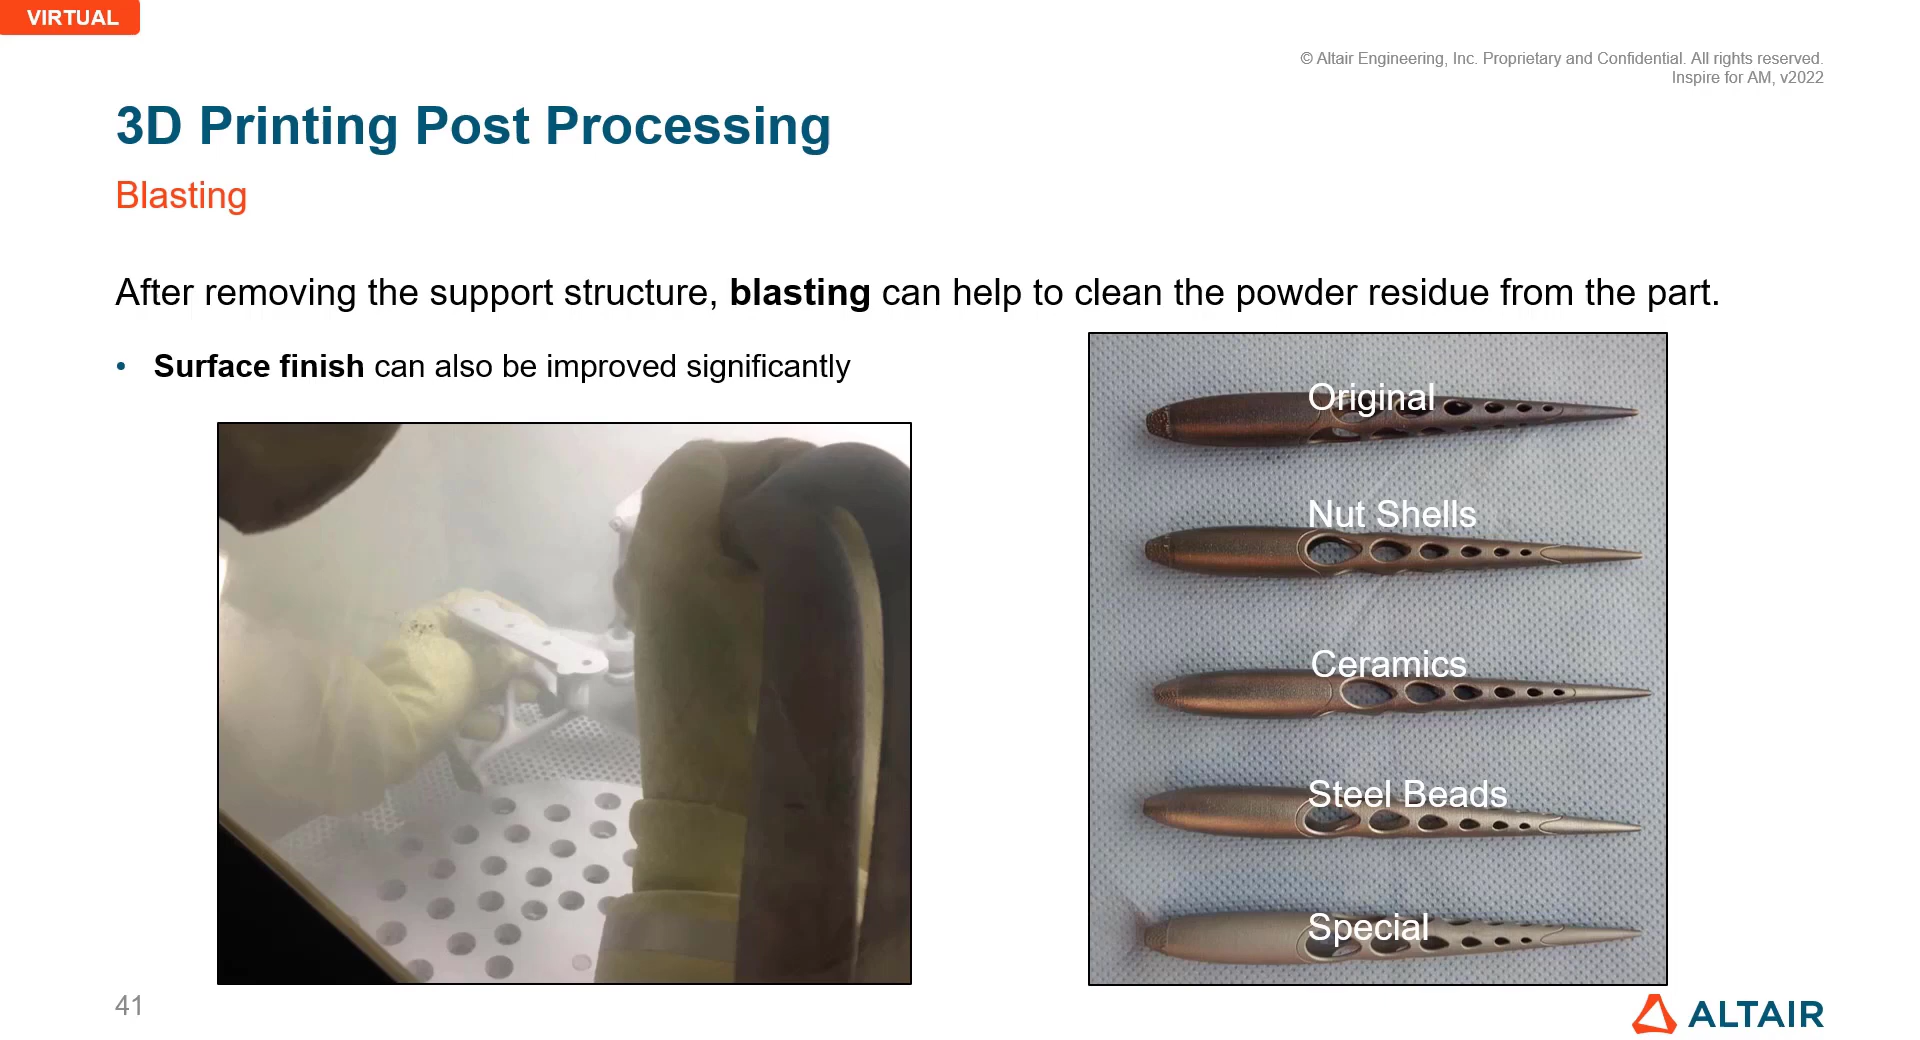 VIRTUAL
© Altair Engineering, Inc. Proprietary and Confidential. All rights reserved.
Inspire for AM, v2022
3D Printing Post Processing
Blasting
After removing the support structure, blasting can help to clean the powder residue from the part.
• Surface finish can also be improved significantly
Original
Nut Shells
Ceramics
Steel Beads
Special
41
ALTAIR